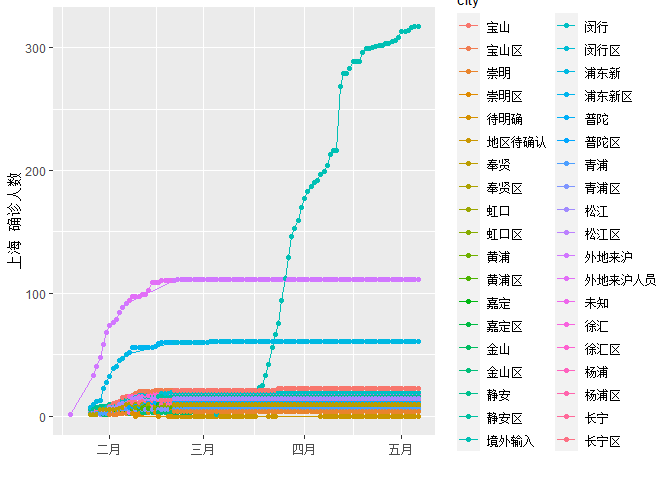 City
300
200
100
0
上海 确诊人数
二月
三月
四月
五月
宝山
宝山区
崇明
崇明区
待明确
地区待确认
奉贤
奉贤区
虹口
虹口区
黄浦
黄浦区
嘉定
嘉定区
金山
金山区
静安
静安区
境外输入
闵行
闵行区
浦东新
浦东新区
普陀
普陀区
青浦
青浦区
松江
松江区
外地来沪
外地来沪人员
未知
徐汇
徐汇区
杨浦
杨浦区
长宁
长宁区